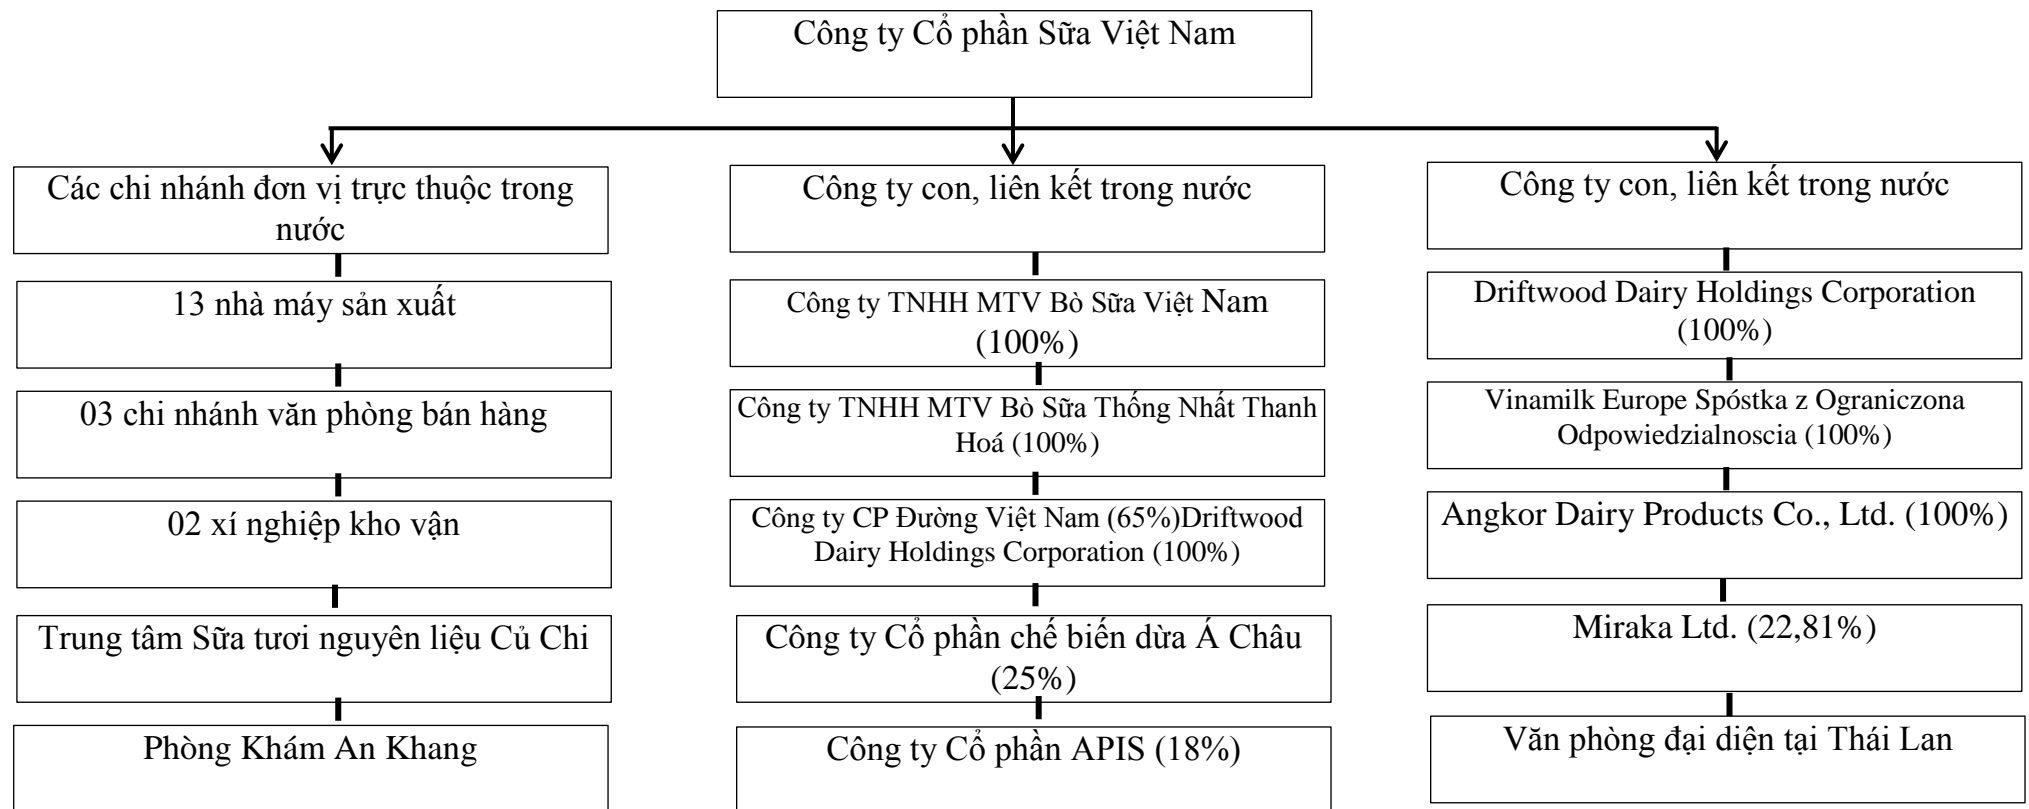 Công ty Cổ phần Sữa Việt Nam
Các chi nhánh đơn vị trực thuộc trong
nước
13 nhà máy sản xuất
03 chi nhánh văn phòng bán hàng
02 xí nghiệp kho vận
Trung tâm Sữa tươi nguyên liệu Củ Chi
Phòng Khám An Khang
Công ty con, liên kết trong nước
Công ty TNHH MTV Bò Sữa Việt Nam
(100%)
Công ty TNHH MTV Bò Sữa Thống Nhất Thanh
Hoá (100%)
Công ty CP Đường Việt Nam (65%)Driftwood
Dairy Holdings Corporation (100%)
Công ty Cổ phần chế biến dừa Á Châu
(25%)
Công ty Cổ phần APIS (18%)
Công ty con, liên kết trong nước
Driftwood Dairy Holdings Corporation
(100%)
Vinamilk Europe Spóstka z Ograniczona
Odpowiedzialnoscia (100%)
Angkor Dairy Products Co., Ltd. (100%)
Miraka Ltd. (22,81%)
Văn phòng đại diện tại Thái Lan